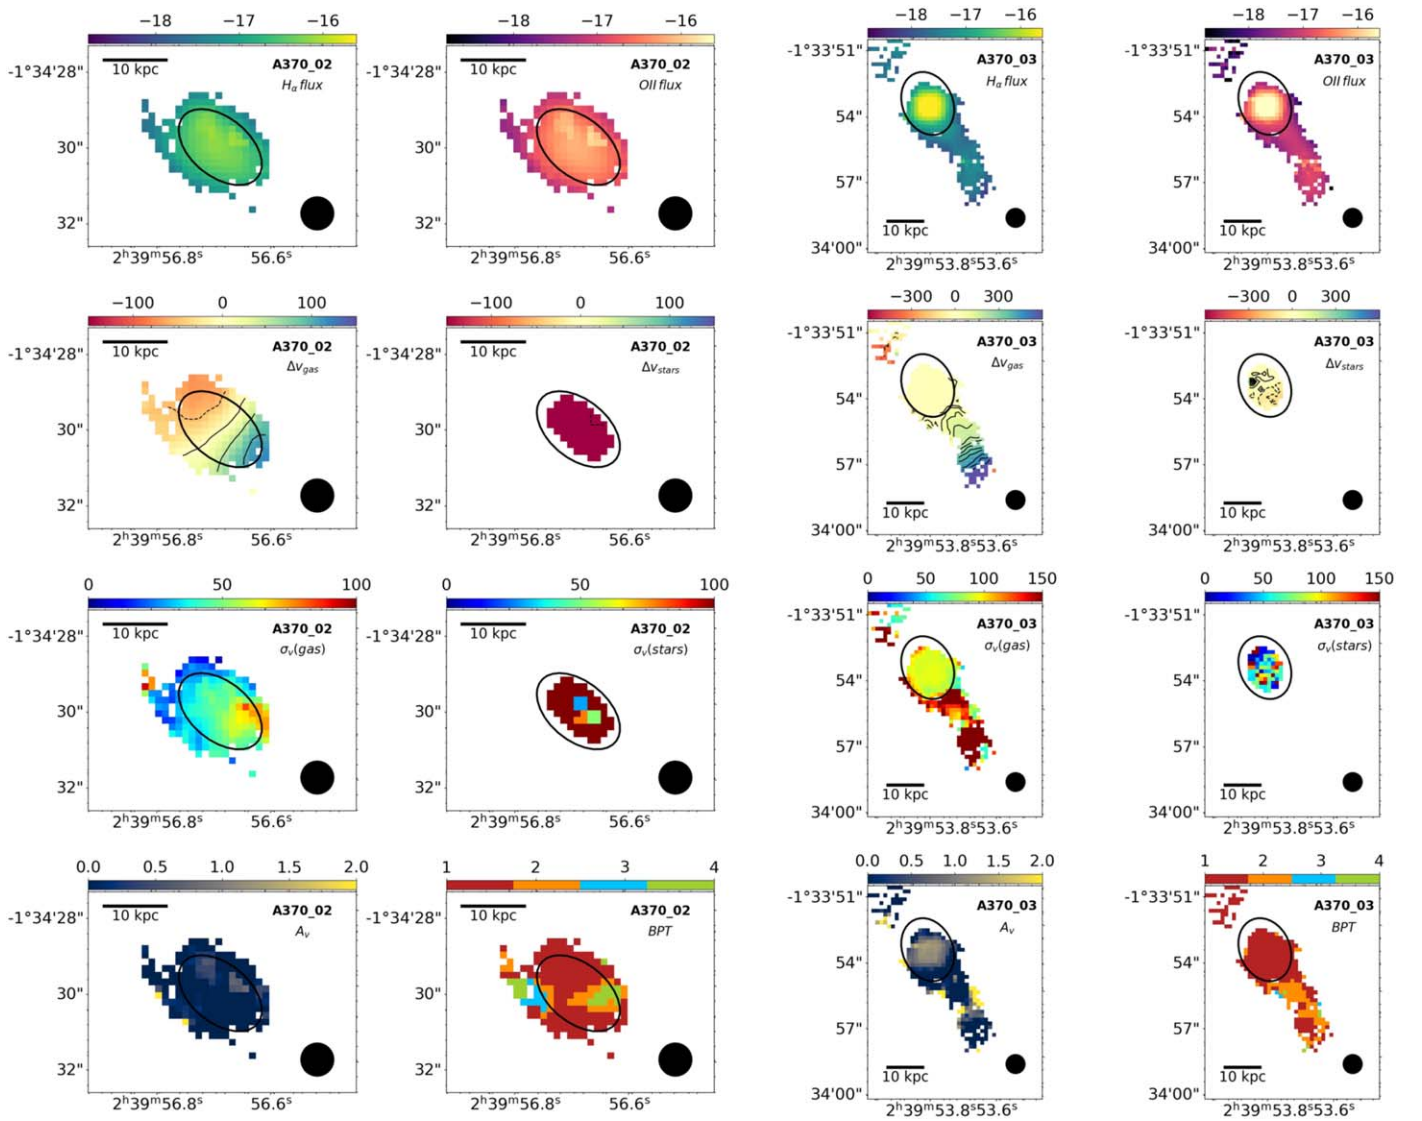 −18 −17 −16
-1°34'28"
10 kpc
A370_02
Hα flux
30"
32"
2ʰ39ᵐ56.8ˢ 56.6ˢ
−18 −17 −16
10 kpc
A370_02
OII flux
30"
32"
2ʰ39ᵐ56.8ˢ 56.6ˢ
−18 −17 −16
-1°33'51"
A370_03
Hα flux
54"
57"
10 kpc
34'00"
2ʰ39ᵐ53.8ˢ53.6ˢ
−18 −17 −16
-1°33'51"
A370_03
OII flux
54"
57"
10 kpc
34'00"
2ʰ39ᵐ53.8ˢ53.6ˢ
−100 0 100
-1°34'28"
10 kpc
A370_02
Δv_gas
30"
32"
2ʰ39ᵐ56.8ˢ 56.6ˢ
−100 0 100
-1°34'28"
10 kpc
A370_02
Δv_stars
30"
32"
2ʰ39ᵐ56.8ˢ 56.6ˢ
−300 0 300
-1°33'51"
A370_03
Δv_gas
54"
57"
10 kpc
34'00"
2ʰ39ᵐ53.8ˢ53.6ˢ
−300 0 300
-1°33'51"
A370_03
Δv_stars
54"
57"
10 kpc
34'00"
2ʰ39ᵐ53.8ˢ53.6ˢ
0 50 100
-1°34'28"
10 kpc
A370_02
σᵥ(gas)
30"
32"
2ʰ39ᵐ56.8ˢ 56.6ˢ
0 50 100
-1°34'28"
10 kpc
A370_02
σᵥ(stars)
30"
32"
2ʰ39ᵐ56.8ˢ 56.6ˢ
0 50 100 150
-1°33'51"
A370_03
σᵥ(gas)
54"
57"
10 kpc
34'00"
2ʰ39ᵐ53.8ˢ53.6ˢ
0 50 100 150
-1°33'51"
A370_03
σᵥ(stars)
54"
57"
10 kpc
34'00"
2ʰ39ᵐ53.8ˢ53.6ˢ
0.0 0.5 1.0 1.5 2.0
-1°34'28"
10 kpc
A370_02
Aᵥ
30"
32"
2ʰ39ᵐ56.8ˢ 56.6ˢ
1 2 3 4
-1°34'28"
10 kpc
A370_02
BPT
30"
32"
2ʰ39ᵐ56.8ˢ 56.6ˢ
0.0 0.5 1.0 1.5 2.0
-1°33'51"
A370_03
Aᵥ
54"
57"
10 kpc
34'00"
2ʰ39ᵐ53.8ˢ53.6ˢ
1 2 3 4
-1°33'51"
A370_03
BPT
54"
57"
10 kpc
34'00"
2ʰ39ᵐ53.8ˢ53.6ˢ